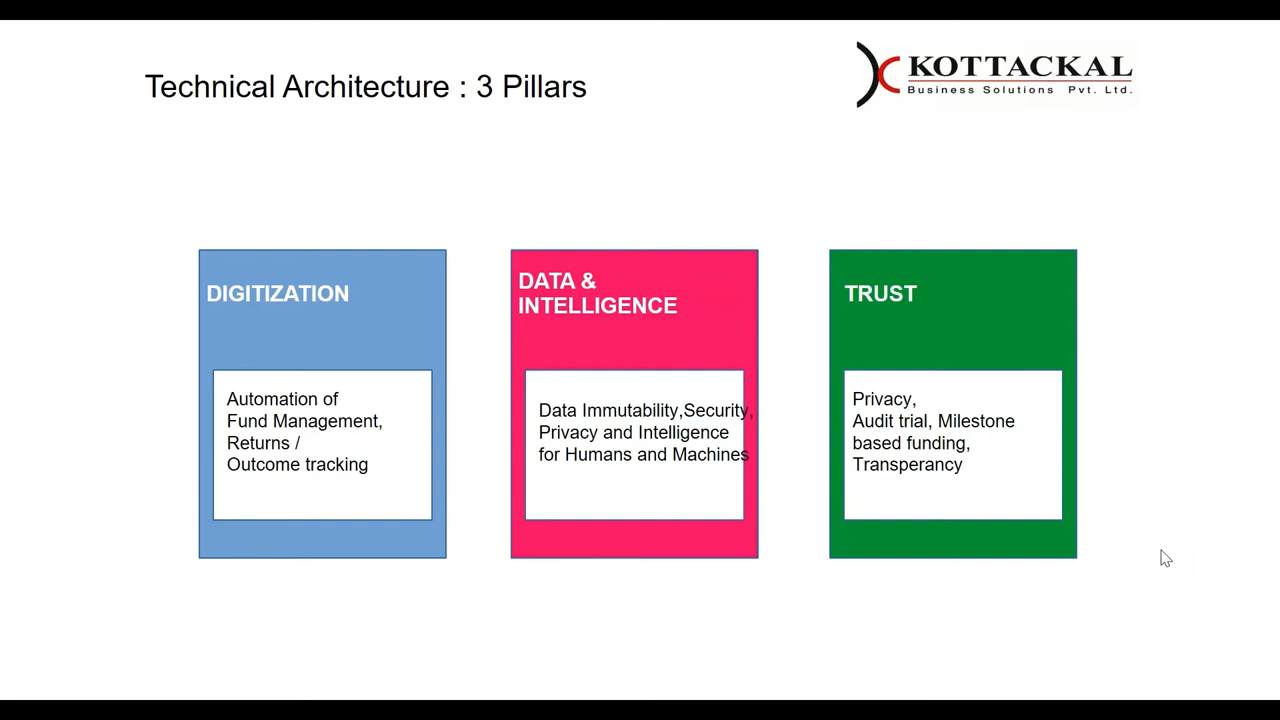 Technical Architecture : 3 Pillars
KOTTACKAL
Business Solutions Pvt. Ltd.
DIGITIZATION
Automation of
Fund Management,
Returns /
Outcome tracking
DATA &
INTELLIGENCE
Data Immutability,Security,
Privacy and Intelligence
for Humans and Machines
TRUST
Privacy,
Audit trial, Milestone
based funding,
Transperancy